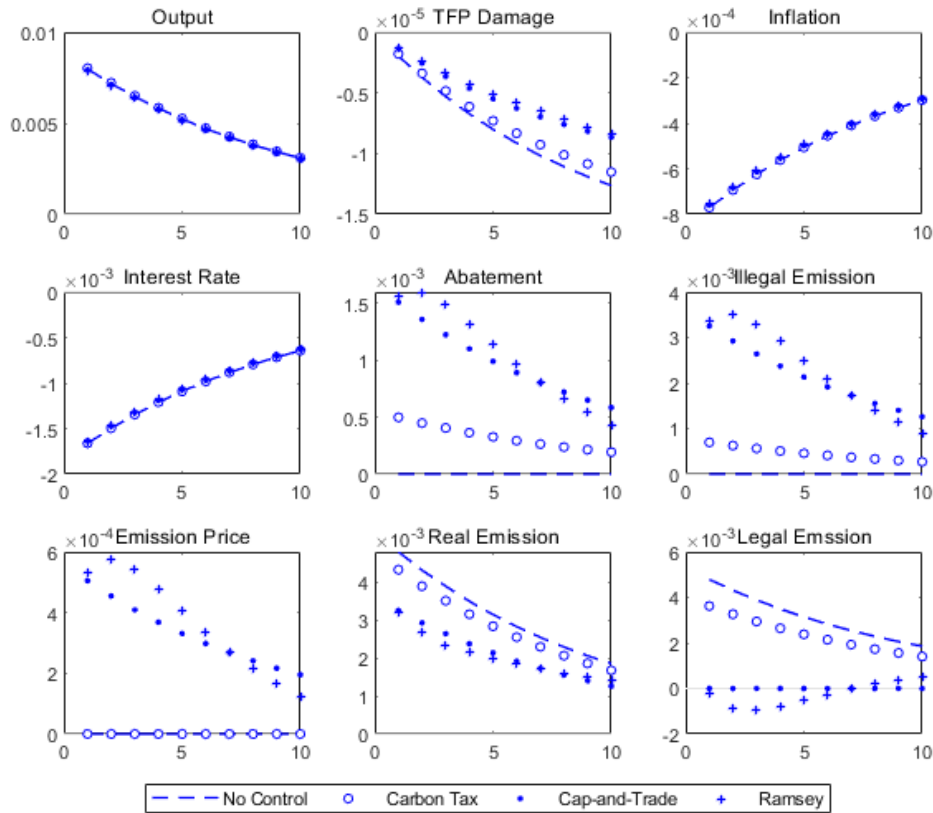 Output
0.01
0.005
0
0 5 10
TFP Damage
×10⁻⁵
0
-0.5
-1
-1.5
0 5 10
Inflation
×10⁻⁴
0
-2
-4
-6
-8
0 5 10
Interest Rate
×10⁻³
0
-0.5
-1
-1.5
-2
0 5 10
Abatement
×10⁻³
1.5
1
0.5
0
0 5 10
Illegal Emission
×10⁻³
4
3
2
1
0
0 5 10
Emission Price
×10⁻⁴
6
4
2
0
0 5 10
Real Emission
×10⁻³
4
3
2
1
0
0 5 10
Legal Emssion
×10⁻³
6
4
2
0
-2
0 5 10
No Control Carbon Tax Cap-and-Trade Ramsey